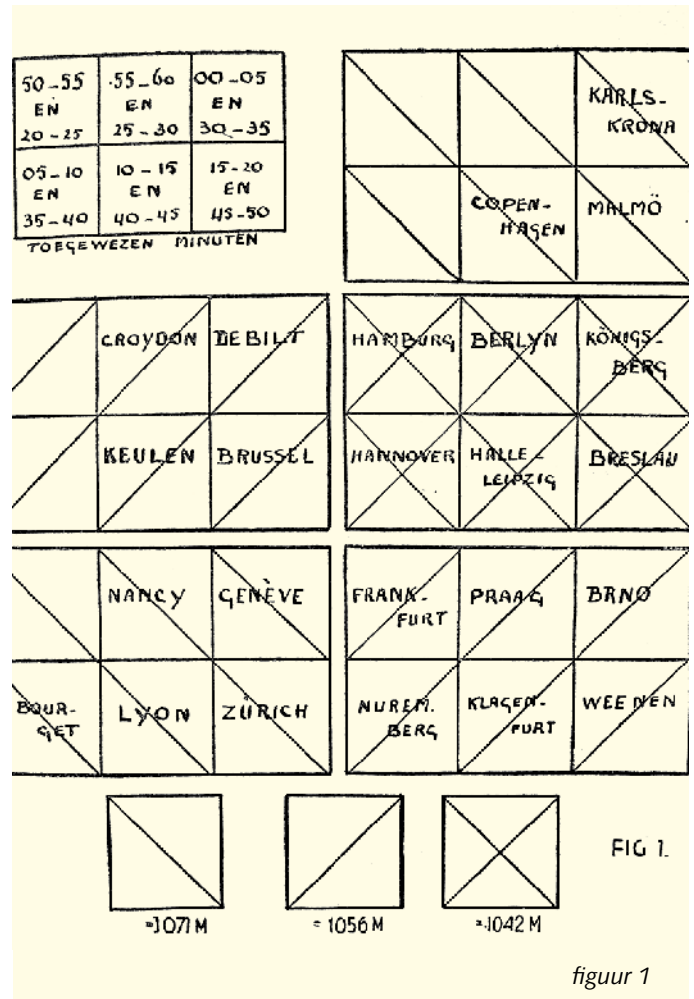 50-55 55-60 00-05
EN EN EN
20-25 25-30 30-35
05-10 10-15 15-20
EN EN EN
35-40 40-45 45-50
TOEGEWEZEN MINUTEN
KARLS-
KRONA
COPEN-
HAGEN
MALMÖ
CROYDON DE BILT
KEULEN BRUSSEL
HAMBURG BERLYN KÖNIGS-
BERG
HANNOVER HALLE-
LEIPZIG
BRESLAU
NANCY GENÈVE
BOUR-
GET
LYON ZÜRICH
FRANK-
FURT
PRAAG BRNO
NUREM.
BERG
KLAGEN-
FURT
WEENEN
=1071 M = 1056 M = 1042 M
FIG 1.
figuur 1